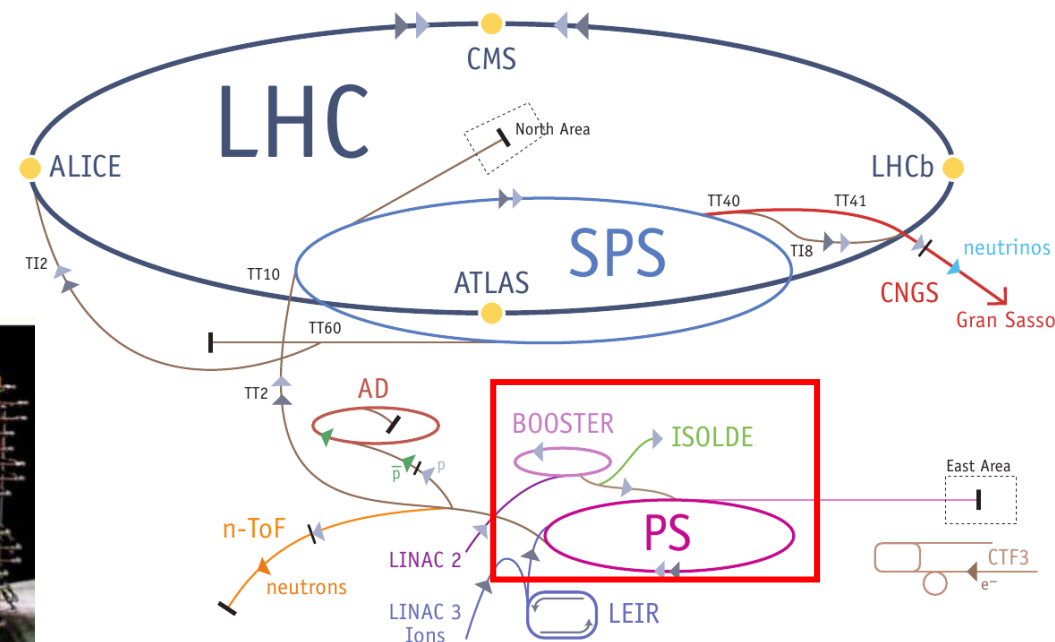 CMS
LHC
North Area
ALICE
LHCb
TT40
TT41
SPS
TI8
neutrinos
TI2
TT10
ATLAS
CNGS
Gran Sasso
TT60
AD
TT2
BOOSTER
ISOLDE
p̅
p
East Area
n-ToF
PS
LINAC 2
CTF3
neutrons
e⁻
LINAC 3
Ions
LEIR